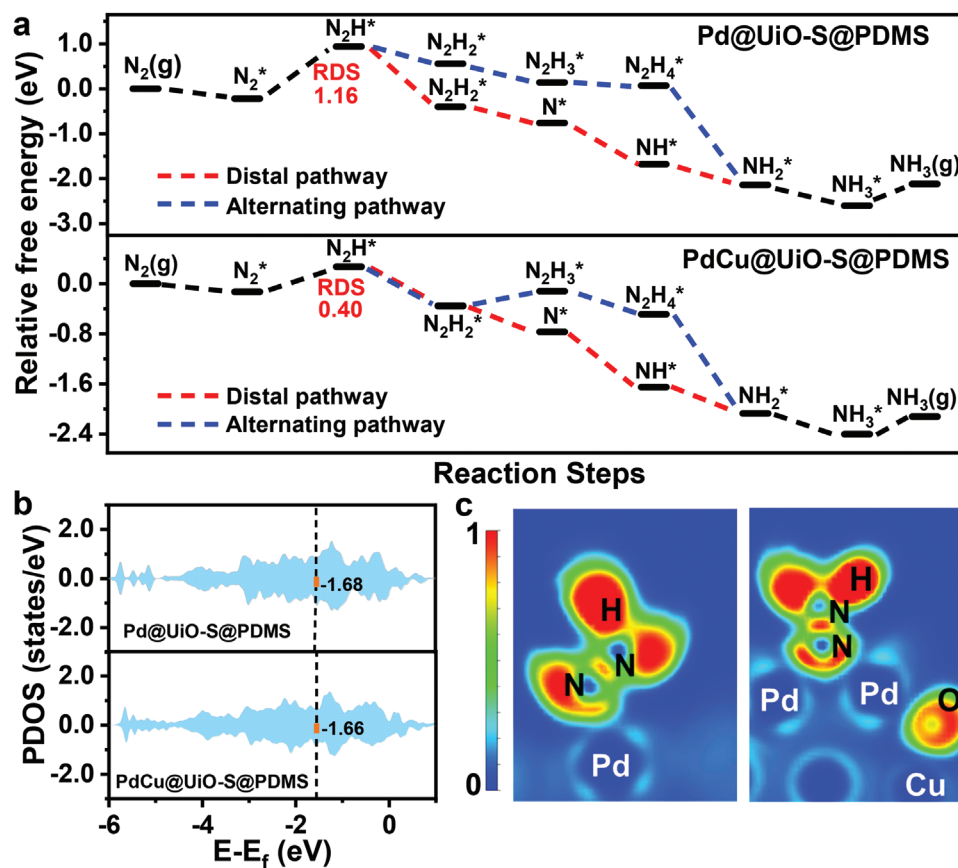 a
Pd@UiO-S@PDMS
Relative free energy (eV)
1.0
0.0
-1.0
-2.0
-3.0
N₂(g)
N₂*
N₂H*
RDS
1.16
N₂H₂*
N₂H₃*
N₂H₄*
N₂H₂*
N*
NH*
NH₂*
NH₃*
NH₃(g)
Distal pathway
Alternating pathway
PdCu@UiO-S@PDMS
0.0
-0.8
-1.6
-2.4
N₂(g)
N₂*
N₂H*
RDS
0.40
N₂H₂*
N₂H₃*
N₂H₄*
N*
NH*
NH₂*
NH₃*
NH₃(g)
Distal pathway
Alternating pathway
Reaction Steps
b
PDOS (states/eV)
2.0
0.0
-2.0
-1.68
Pd@UiO-S@PDMS
2.0
0.0
-2.0
-1.66
PdCu@UiO-S@PDMS
-6
-4
-2
0
E-E_f (eV)
c
1
0
H
N
N
Pd
H
N
N
Pd
Pd
O
Cu